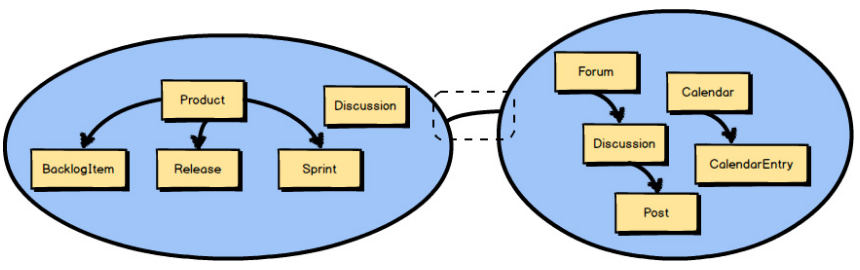 Product
Discussion
BacklogItem
Release
Sprint
Forum
Calendar
Discussion
CalendarEntry
Post